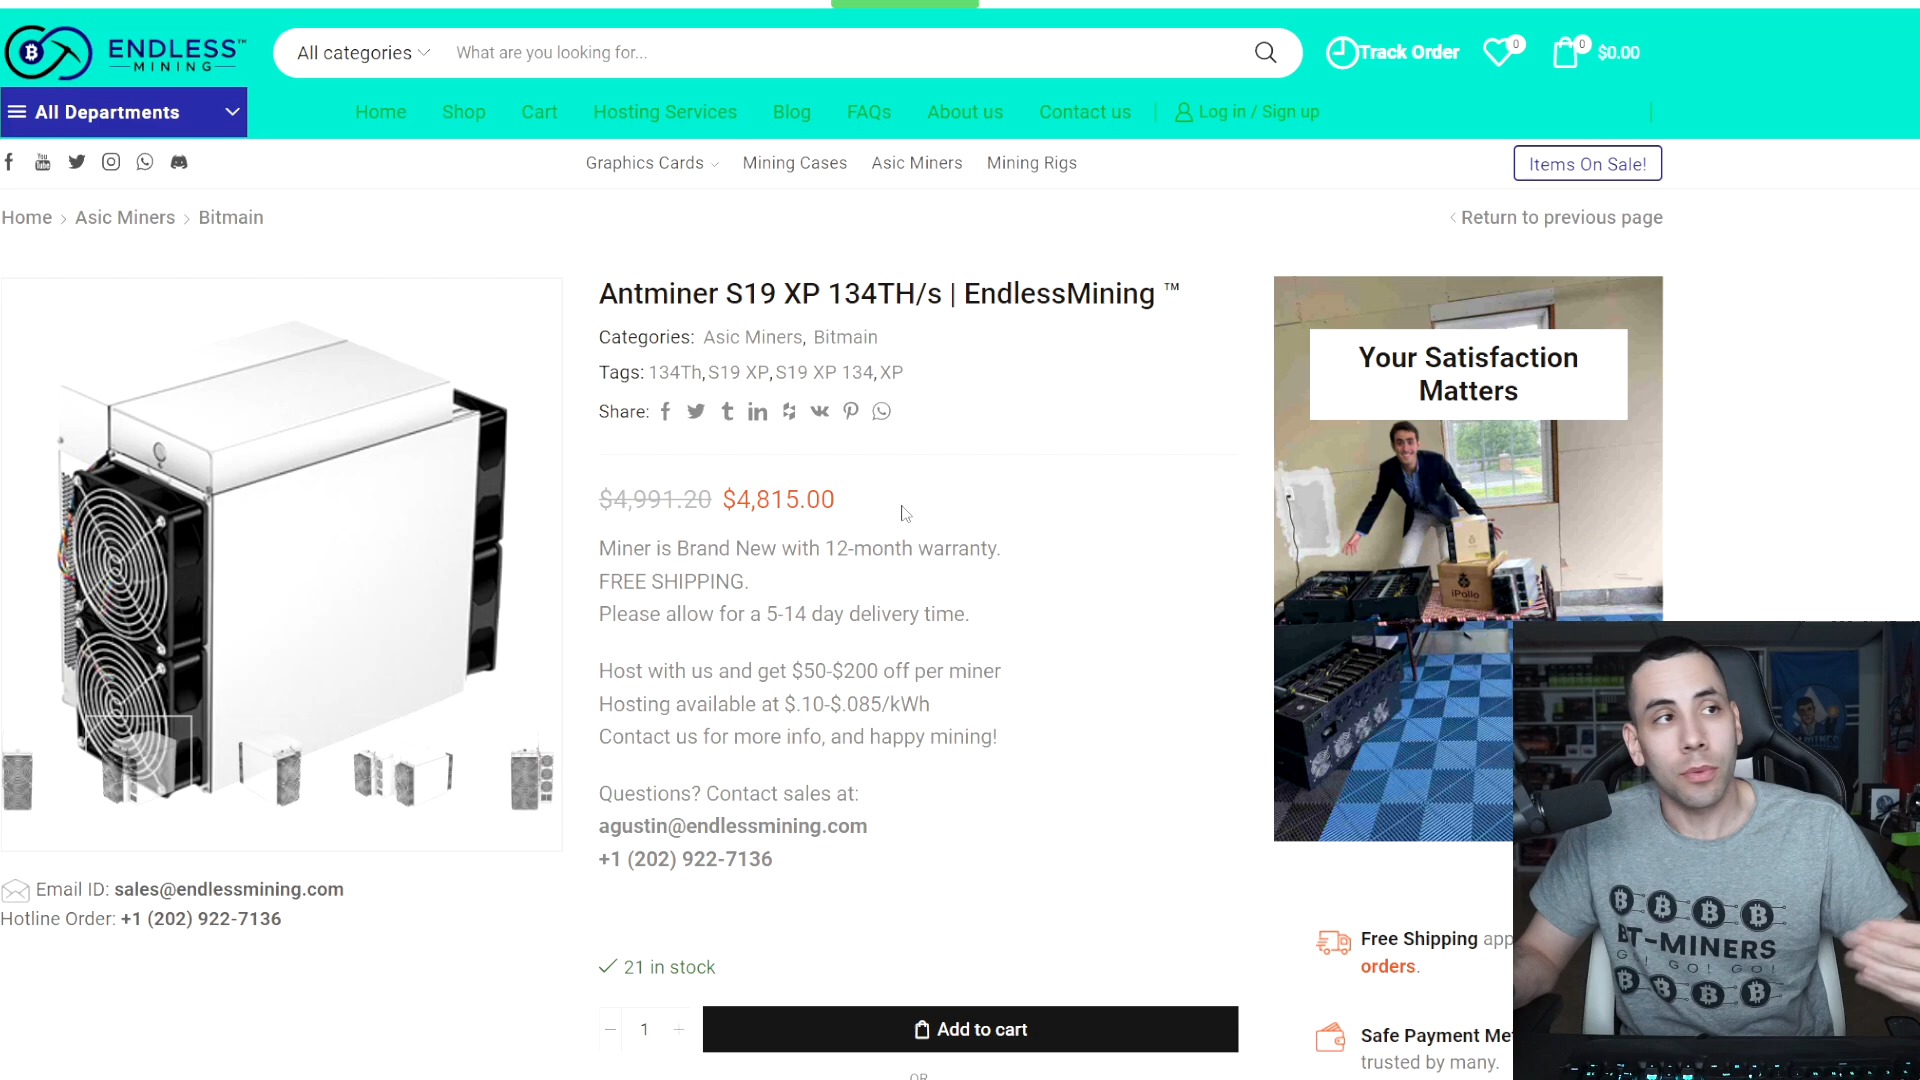 ENDLESS™
MINING
All categories
What are you looking for...
Track Order
0
0
$0.00
All Departments
Home
Shop
Cart
Hosting Services
Blog
FAQs
About us
Contact us
Log in / Sign up
Graphics Cards
Mining Cases
Asic Miners
Mining Rigs
Items On Sale!
Home > Asic Miners > Bitmain
< Return to previous page
Antminer S19 XP 134TH/s | EndlessMining ™
Categories: Asic Miners, Bitmain
Tags: 134Th, S19 XP, S19 XP 134, XP
Share:
$4,991.20 $4,815.00
Miner is Brand New with 12-month warranty.
FREE SHIPPING.
Please allow for a 5-14 day delivery time.
Host with us and get $50-$200 off per miner
Hosting available at $.10-$.085/kWh
Contact us for more info, and happy mining!
Questions? Contact sales at:
agustin@endlessmining.com
+1 (202) 922-7136
21 in stock
1
Add to cart
OR
Email ID: sales@endlessmining.com
Hotline Order: +1 (202) 922-7136
Your Satisfaction
Matters
iPollo
Free Shipping app
orders.
Safe Payment Me
trusted by many.
BT-MINERS
GO! GO! GO!